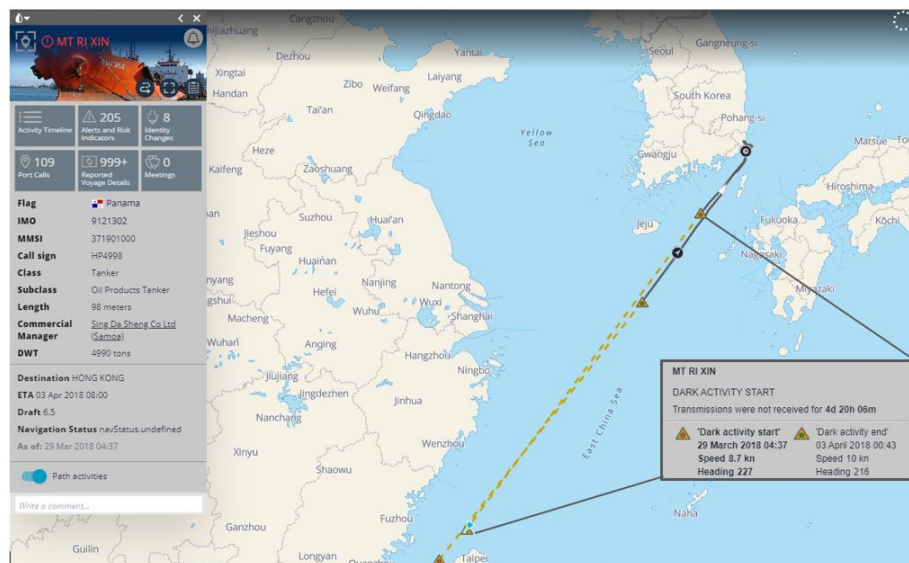 MT RI XIN
Activity Timeline
205
Alerts and Risk
Indicators
8
Identity
Changes
109
Port Calls
999+
Reported
Voyage Details
0
Meetings
Flag Panama
IMO 9121302
MMSI 371901000
Call sign HP4998
Class Tanker
Subclass Oil Products Tanker
Length 98 meters
Commercial
Manager Sing Da Sheng Co Ltd
(Samoa)
DWT 4990 tons
Destination HONG KONG
ETA 03 Apr 2018 08:00
Draft 6.5
Navigation Status navStatus.undefined
As of: 29 Mar 2018 04:37
Path activities
Write a comment...
Cangzhou
Shijiazhuang
Dezhou
Yantai
Xingtai
Zibo
Weifang
Laiyang
Handan
Tai'an
Qingdao
Heze
Zaoshuang
Kaifeng
Yellow
Sea
Seoul
Gangneung-si
South Korea
Pohang-si
Gwangju
Jeju
Matsue
Hiroshima
Fukuoka
Kōchi
Nagasaki
Miyazaki
Xuchang
Suzhou
Huai'an
Jieshou
Fuyang
Huainan
Nanjing
Nantong
Hefei
Wuxi
Wuhu
Shanghai
Macheng
Wuhan
Anqing
Hangzhou
Ningbo
Jiujiang
Jingdezhen
Jinhua
Nanchang
East China Sea
Wenzhou
Xinyu
Shaowu
Fuzhou
Ganzhou
Guilin
Longyan
Taipei
Naha
MT RI XIN
DARK ACTIVITY START
Transmissions were not received for 4d 20h 06m
'Dark activity start' 'Dark activity end'
29 March 2018 04:37 03 April 2018 00:43
Speed 8.7 kn Speed 10 kn
Heading 227 Heading 216